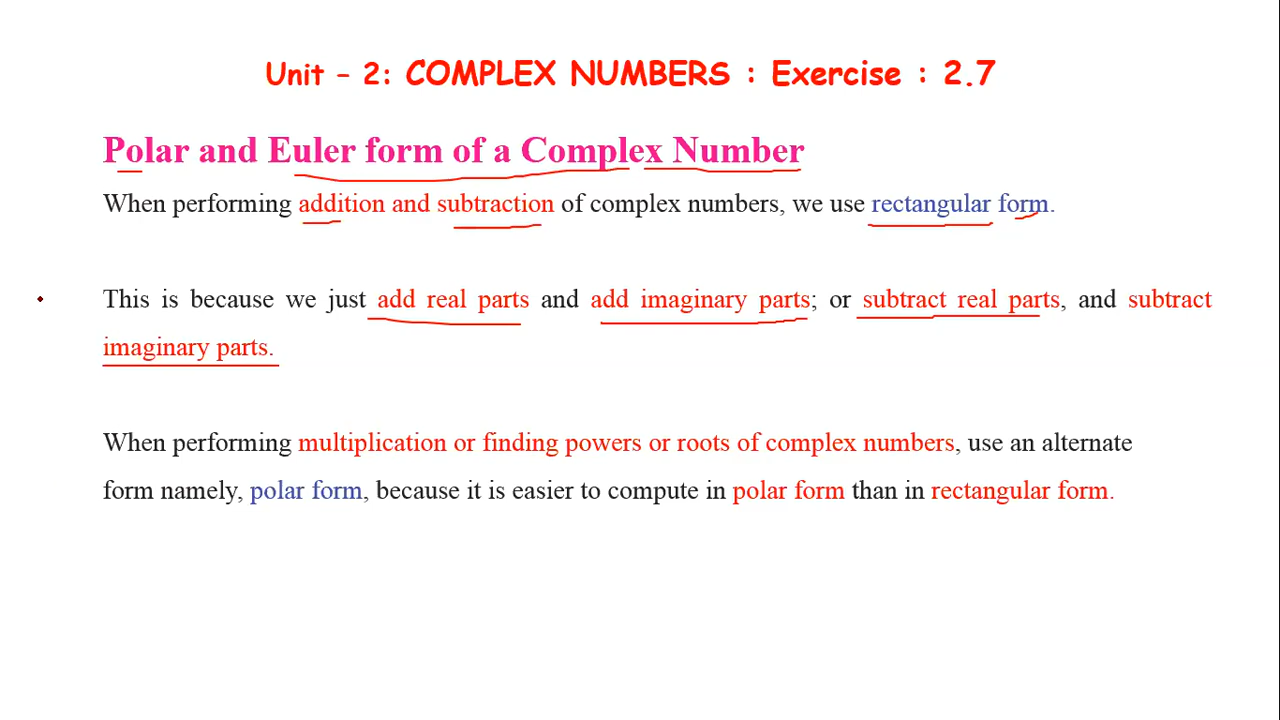 Unit – 2: COMPLEX NUMBERS : Exercise : 2.7
Polar and Euler form of a Complex Number
When performing addition and subtraction of complex numbers, we use rectangular form.
This is because we just add real parts and add imaginary parts; or subtract real parts, and subtract
imaginary parts.
When performing multiplication or finding powers or roots of complex numbers, use an alternate
form namely, polar form, because it is easier to compute in polar form than in rectangular form.